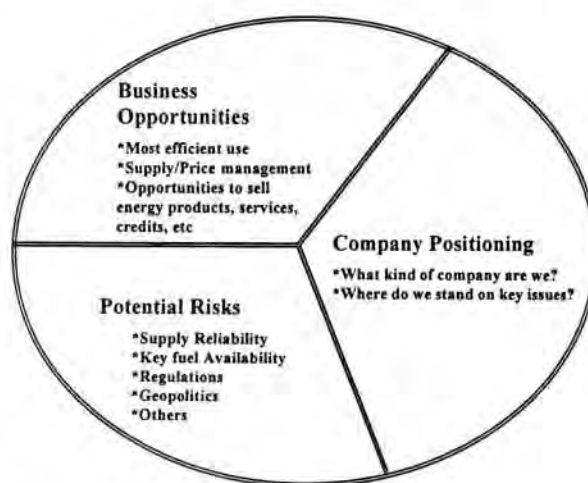 Business
Opportunities
*Most efficient use
*Supply/Price management
*Opportunities to sell
energy products, services,
credits, etc
Company Positioning
*What kind of company are we?
*Where do we stand on key issues?
Potential Risks
*Supply Reliability
*Key fuel Availability
*Regulations
*Geopolitics
*Others